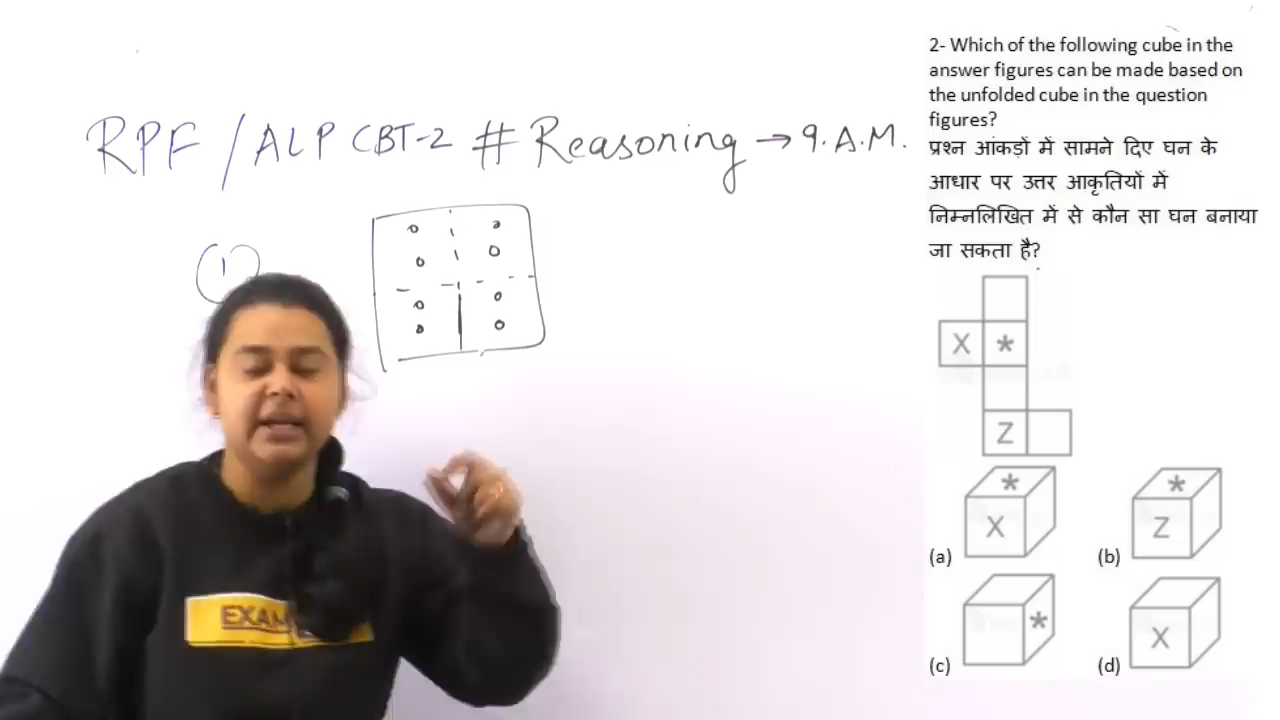 RPF / ALP CBT-2 # Reasoning → 9.A.M.
1
EXAM
2- Which of the following cube in the
answer figures can be made based on
the unfolded cube in the question
figures?
प्रश्न आंकड़ों में सामने दिए घन के
आधार पर उत्तर आकृतियों में
निम्नलिखित में से कौन सा घन बनाया
जा सकता है?
X *
Z
* *
(a) X (b) Z
(c) * (d) X